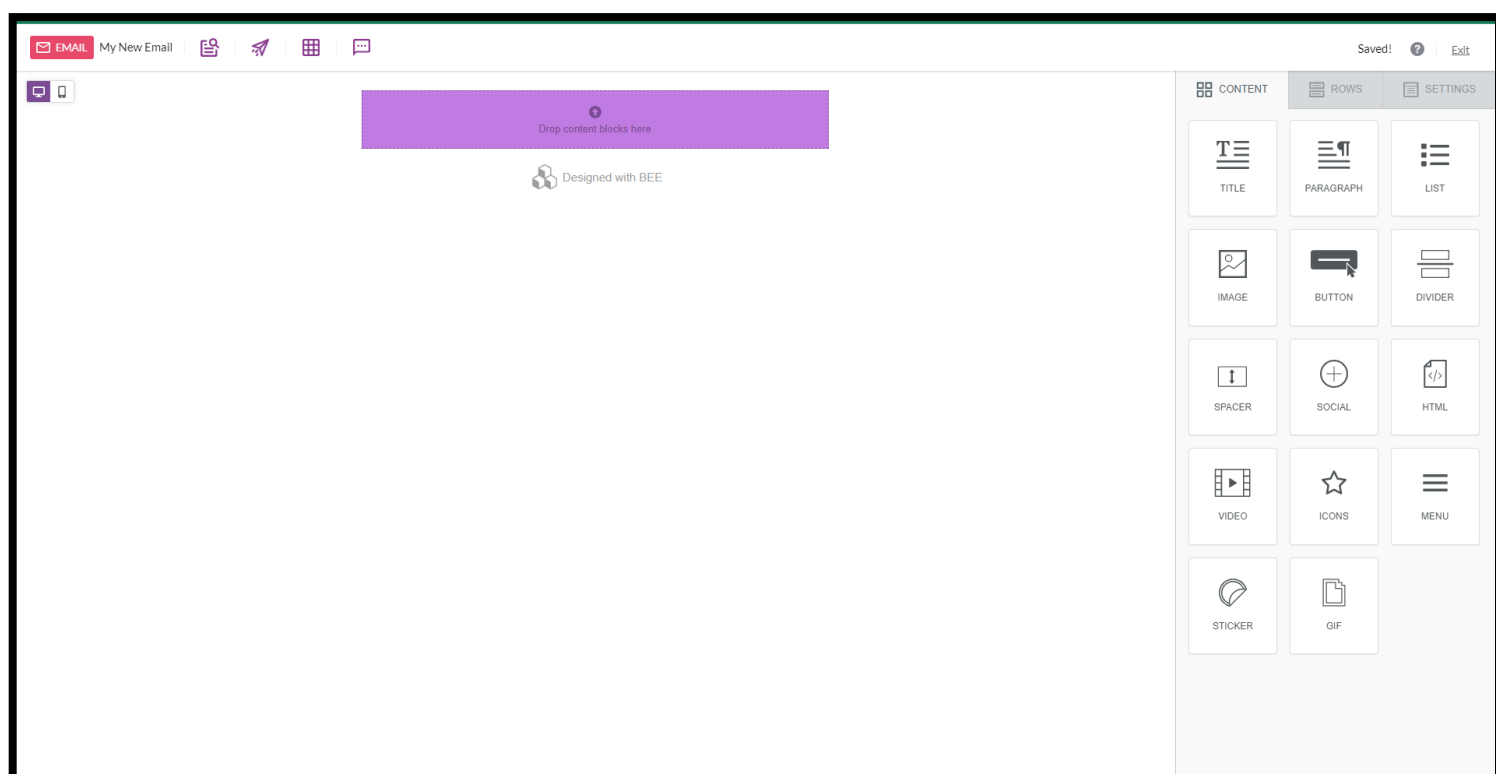 EMAIL My New Email Saved! ? Exit
CONTENT ROWS SETTINGS
Drop content blocks here
Designed with BEE
TITLE PARAGRAPH LIST
IMAGE BUTTON DIVIDER
SPACER SOCIAL HTML
VIDEO ICONS MENU
STICKER GIF